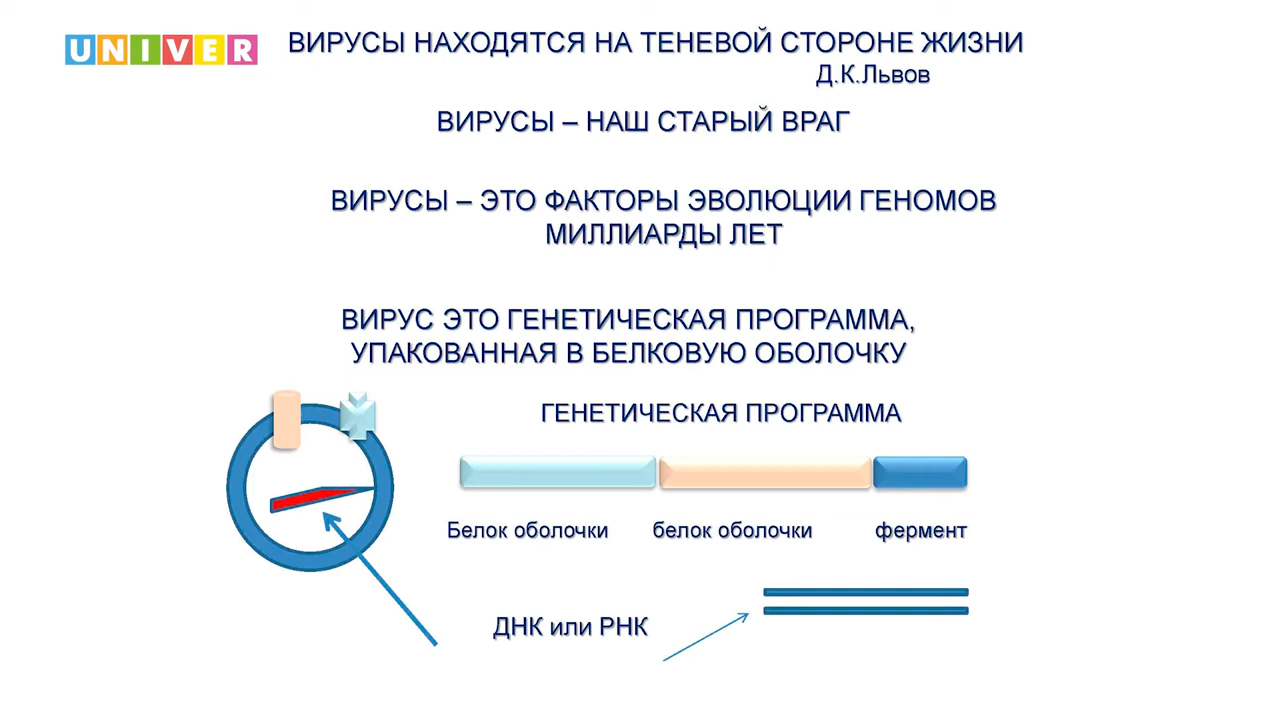 UNIVER
ВИРУСЫ НАХОДЯТСЯ НА ТЕНЕВОЙ СТОРОНЕ ЖИЗНИ
Д.К.Львов
ВИРУСЫ – НАШ СТАРЫЙ ВРАГ
ВИРУСЫ – ЭТО ФАКТОРЫ ЭВОЛЮЦИИ ГЕНОМОВ
МИЛЛИАРДЫ ЛЕТ
ВИРУС ЭТО ГЕНЕТИЧЕСКАЯ ПРОГРАММА,
УПАКОВАННАЯ В БЕЛКОВУЮ ОБОЛОЧКУ
ГЕНЕТИЧЕСКАЯ ПРОГРАММА
Белок оболочки белок оболочки фермент
ДНК или РНК